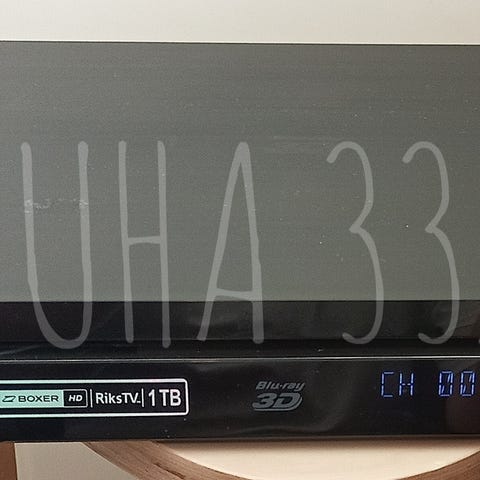 UHA 33
BOXER HD RiksTV. 1TB
Blu-ray
3D
CH 00